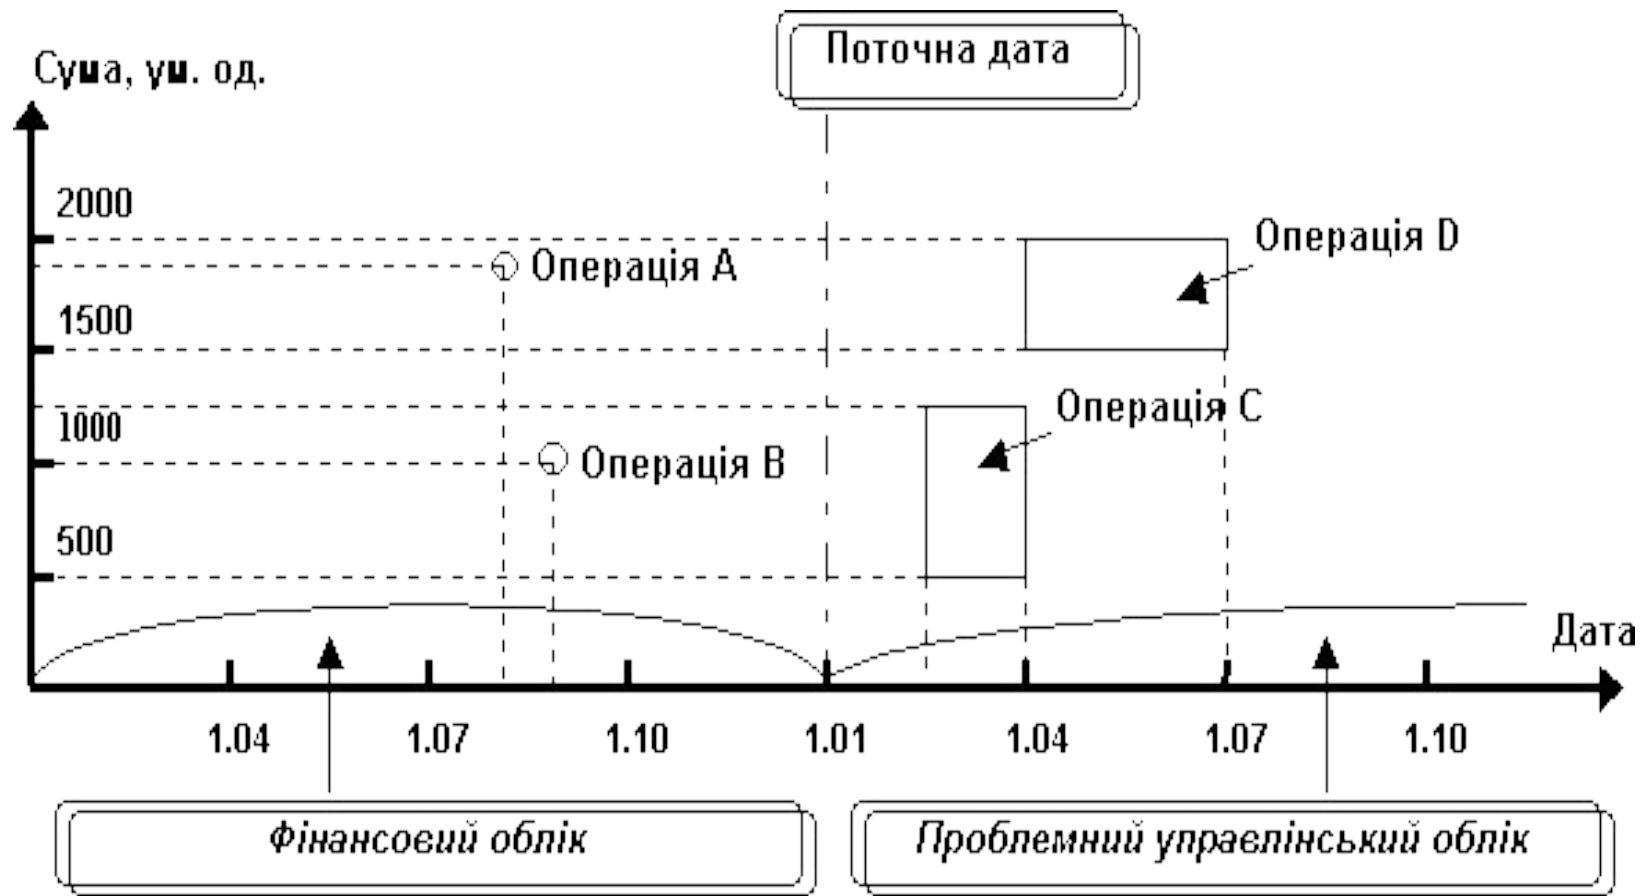 Поточна дата
Сума, ум. од.
2000
Операція D
Операція A
1500
Операція C
1000
Операція B
500
Дата
1.04 1.07 1.10 1.01 1.04 1.07 1.10
Фінансовий облік
Проблемний управлінський облік